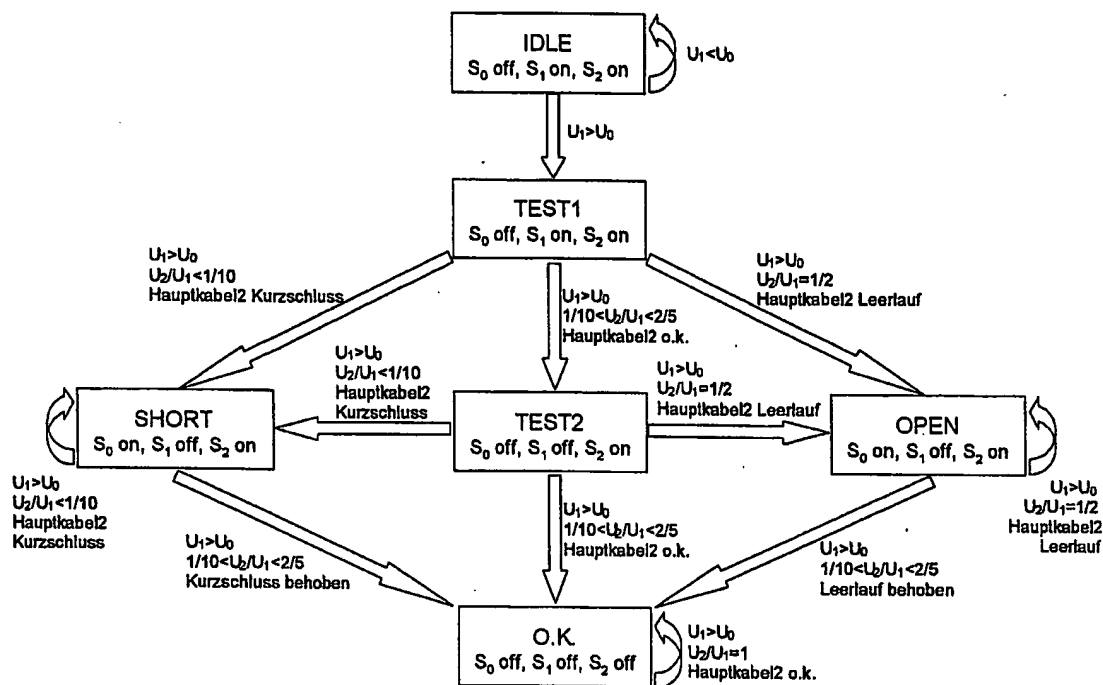 IDLE
S₀ off, S₁ on, S₂ on
U₁<U₀
U₁>U₀
TEST1
S₀ off, S₁ on, S₂ on
U₁>U₀
U₂/U₁<1/10
Hauptkabel2 Kurzschluss
U₁>U₀
1/10<U₂/U₁<2/5
Hauptkabel2 o.k.
U₁>U₀
U₂/U₁=1/2
Hauptkabel2 Leerlauf
SHORT
S₀ on, S₁ off, S₂ on
U₁>U₀
U₂/U₁<1/10
Hauptkabel2
Kurzschluss
U₁>U₀
U₂/U₁<1/10
Hauptkabel2
Kurzschluss
TEST2
S₀ off, S₁ off, S₂ on
U₁>U₀
U₂/U₁=1/2
Hauptkabel2 Leerlauf
OPEN
S₀ on, S₁ off, S₂ on
U₁>U₀
U₂/U₁=1/2
Hauptkabel2
Leerlauf
U₁>U₀
1/10<U₂/U₁<2/5
Kurzschluss behoben
U₁>U₀
1/10<U₂/U₁<2/5
Hauptkabel2 o.k.
U₁>U₀
1/10<U₂/U₁<2/5
Leerlauf behoben
O.K.
S₀ off, S₁ off, S₂ off
U₁>U₀
U₂/U₁=1
Hauptkabel2 o.k.